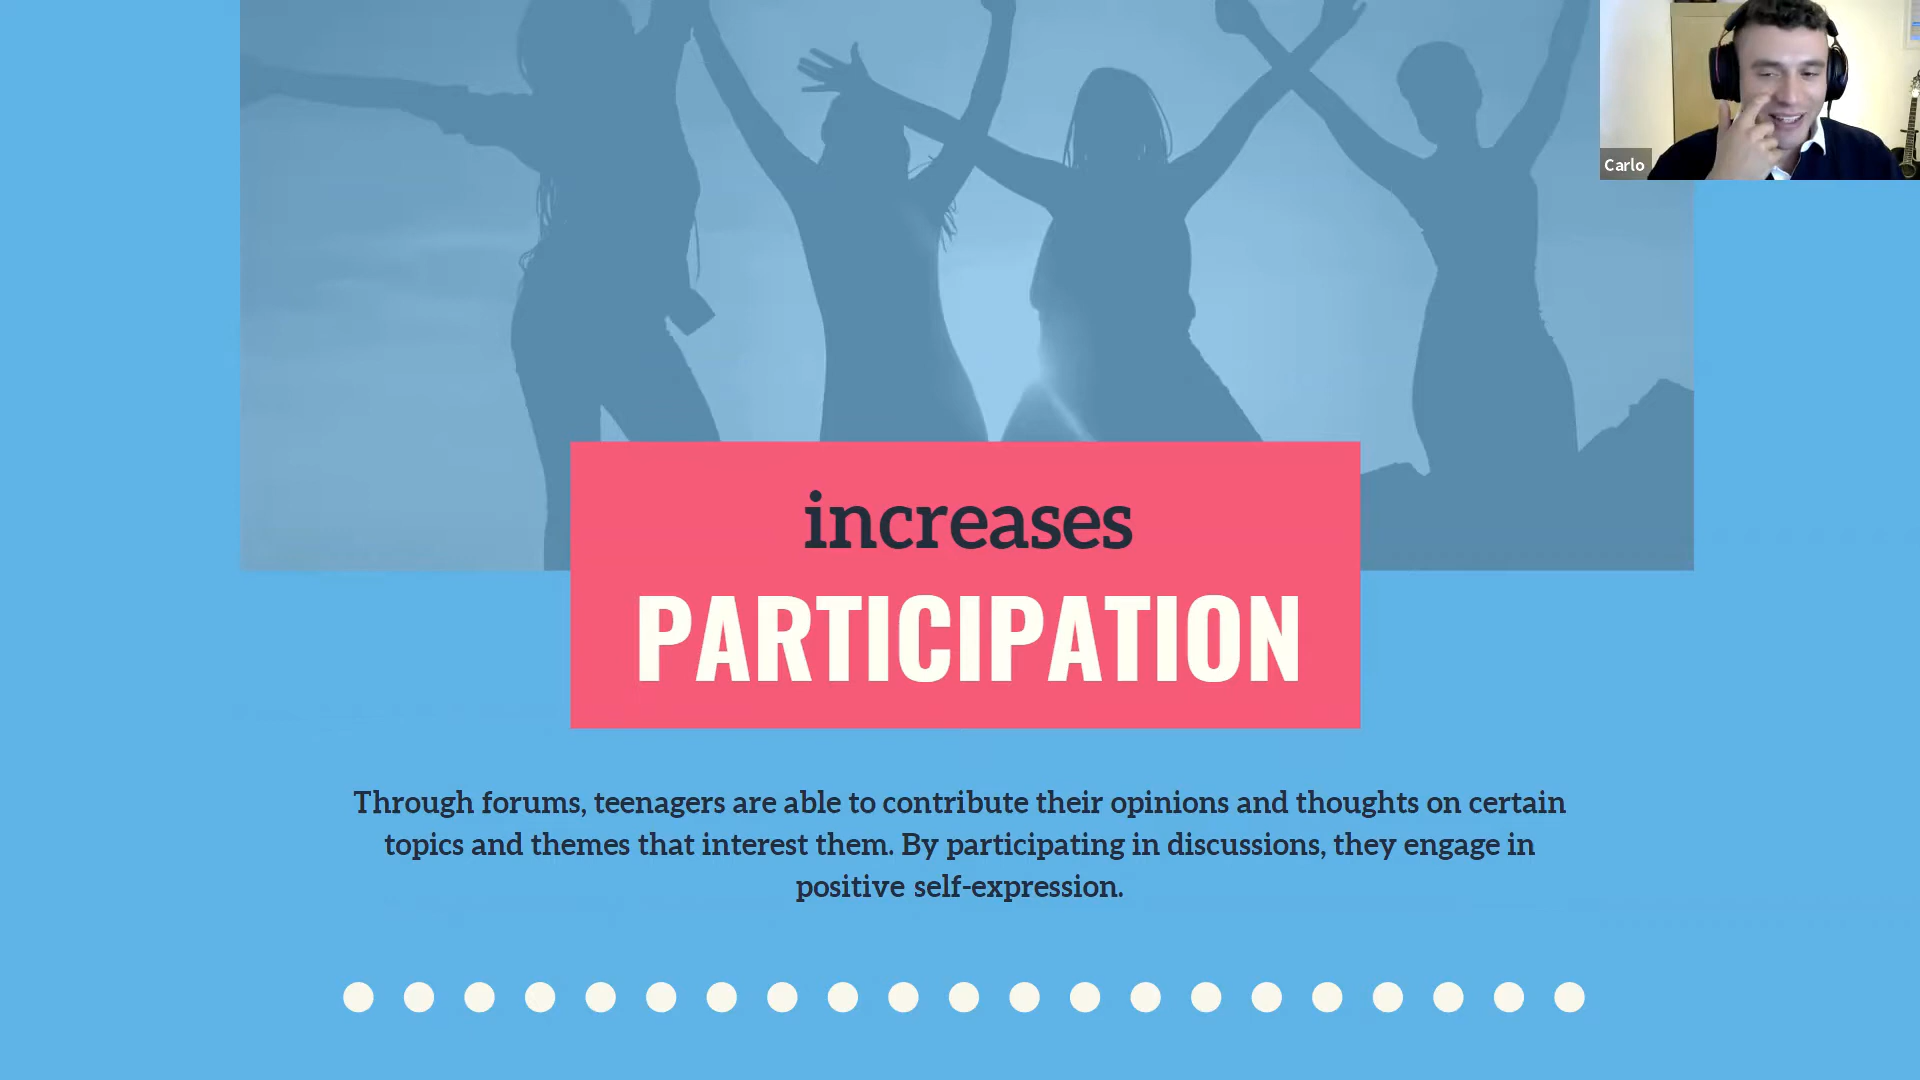 Carlo
increases
PARTICIPATION
Through forums, teenagers are able to contribute their opinions and thoughts on certain
topics and themes that interest them. By participating in discussions, they engage in
positive self-expression.